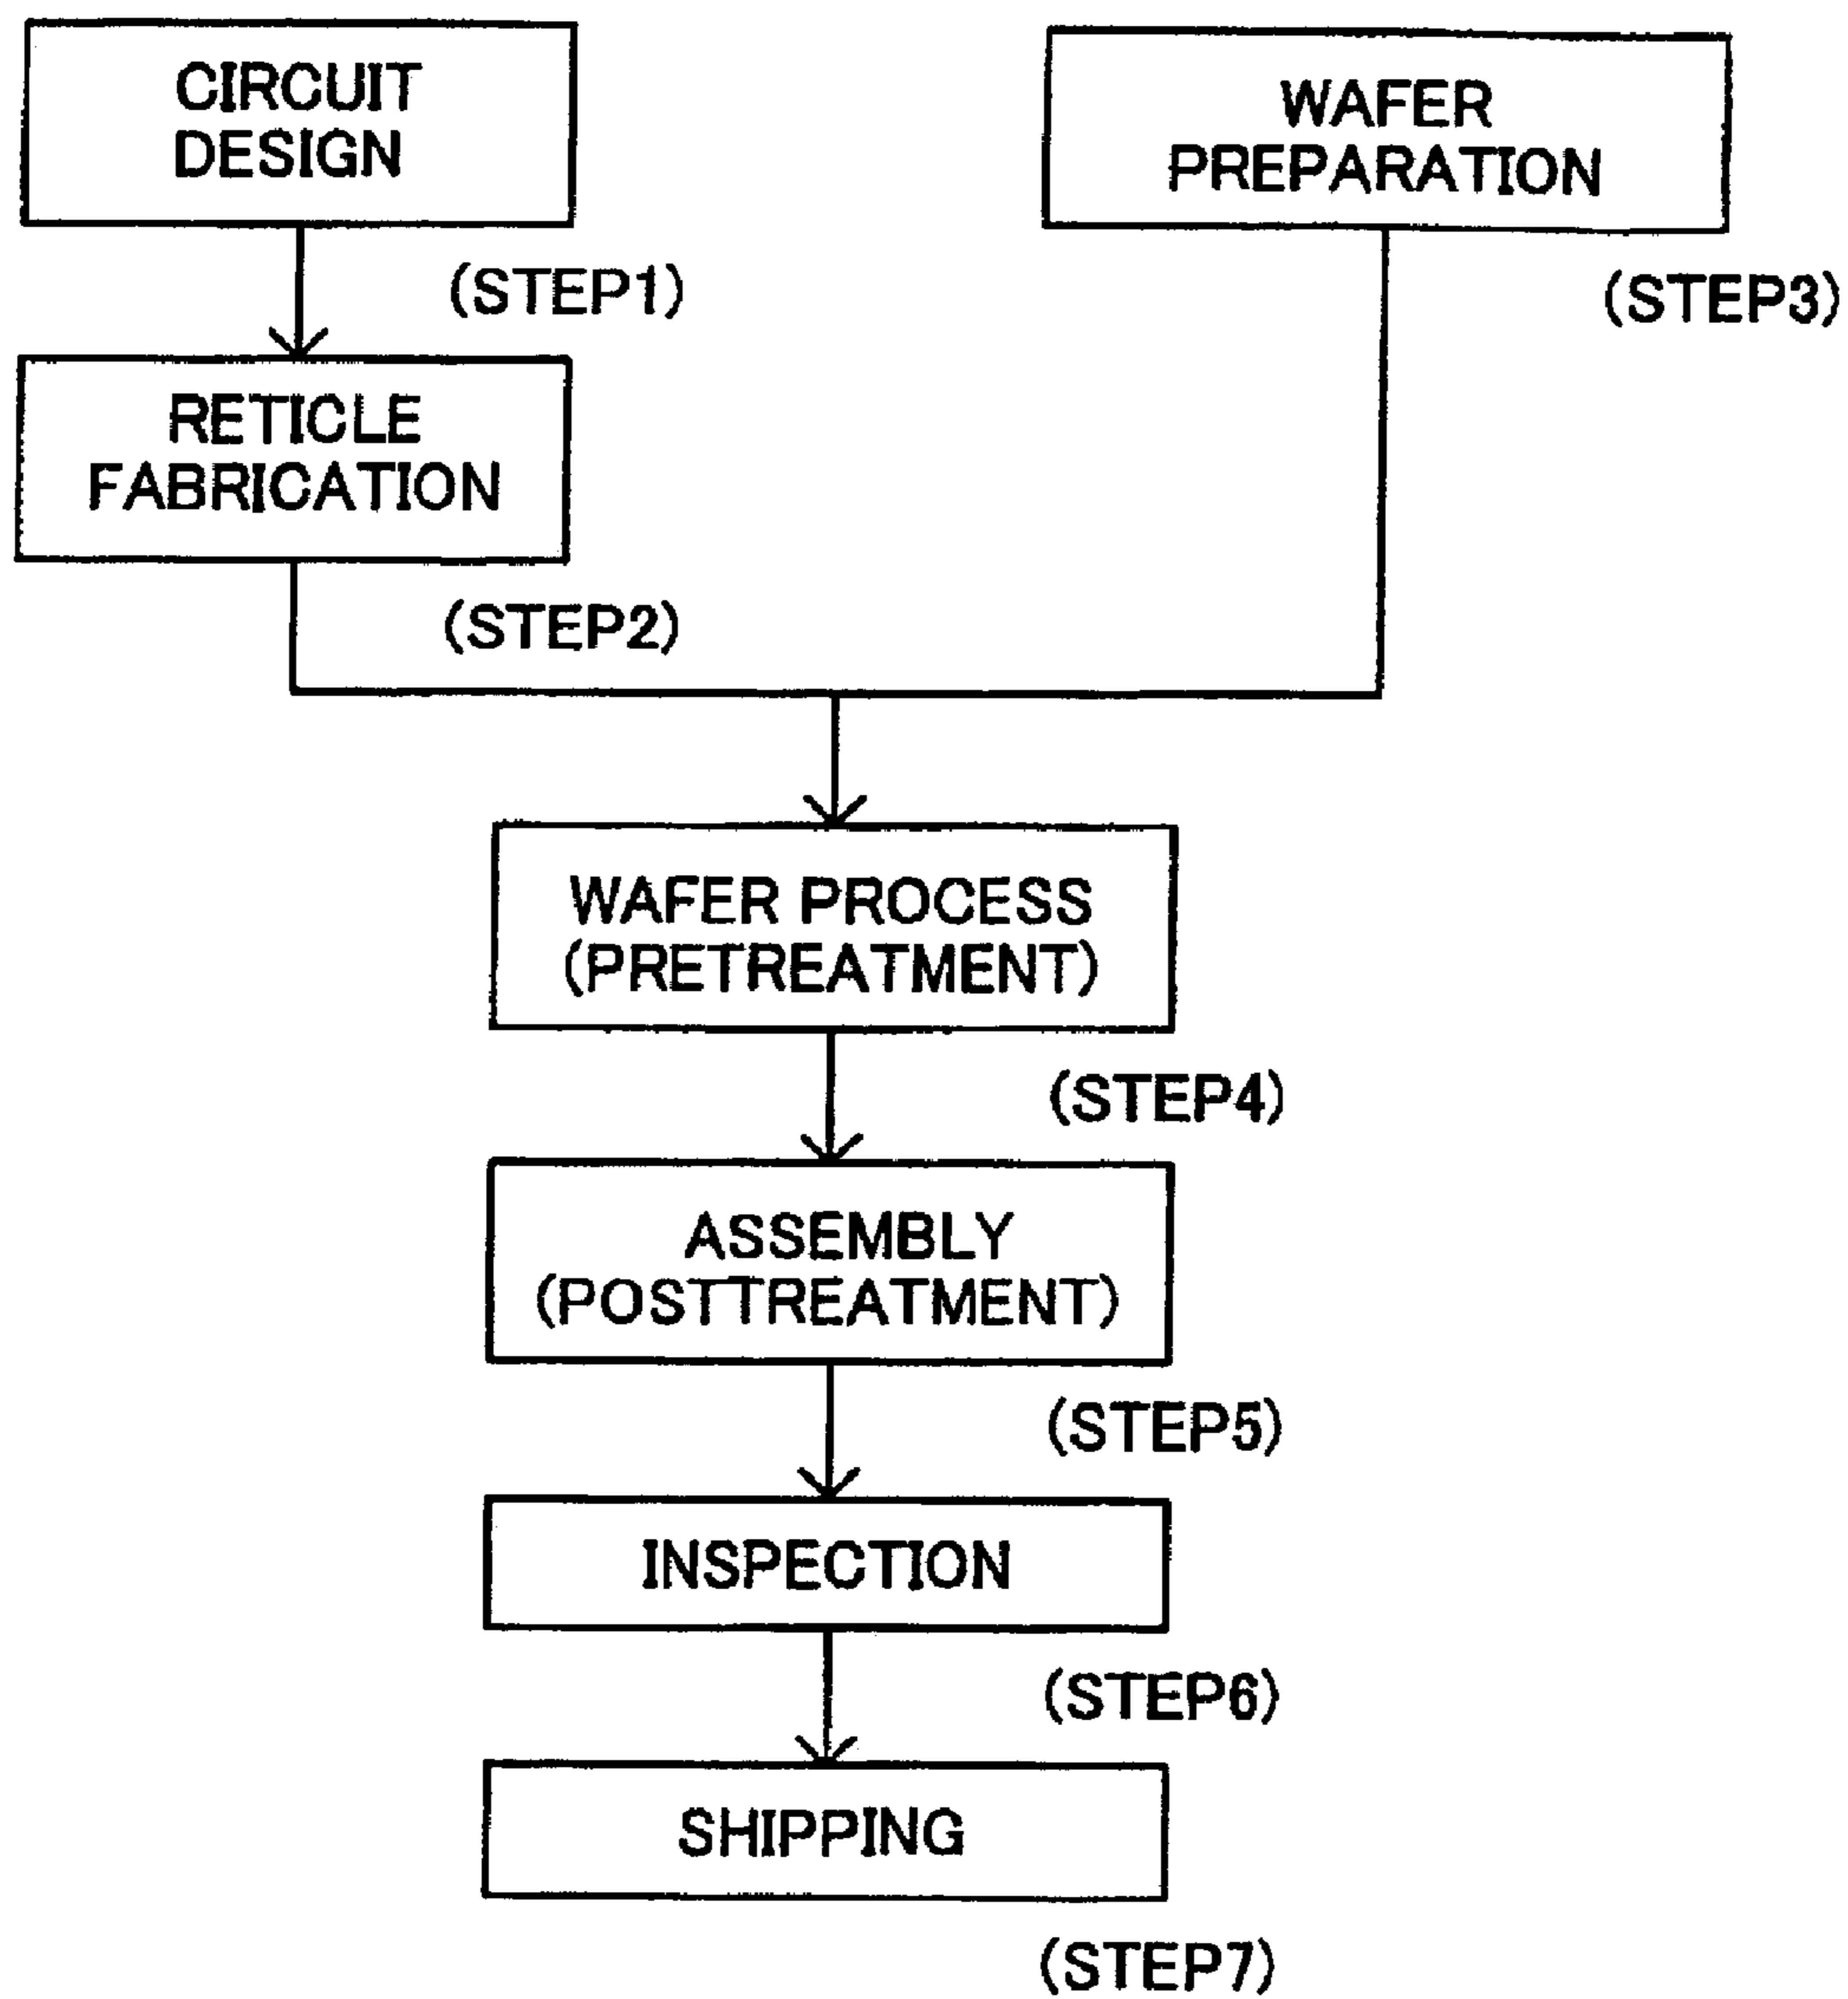 CIRCUIT
DESIGN
(STEP1)
RETICLE
FABRICATION
(STEP2)
WAFER
PREPARATION
(STEP3)
WAFER PROCESS
(PRETREATMENT)
(STEP4)
ASSEMBLY
(POSTTREATMENT)
(STEP5)
INSPECTION
(STEP6)
SHIPPING
(STEP7)